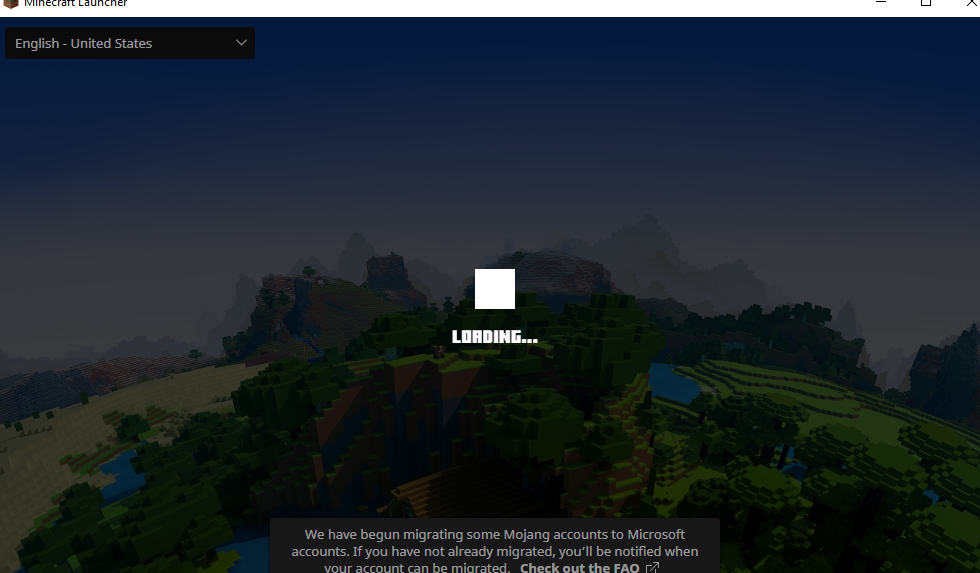 Minecraft Launcher
English - United States
LOADING...
We have begun migrating some Mojang accounts to Microsoft
accounts. If you have not already migrated, you'll be notified when
your account can be migrated. Check out the FAQ